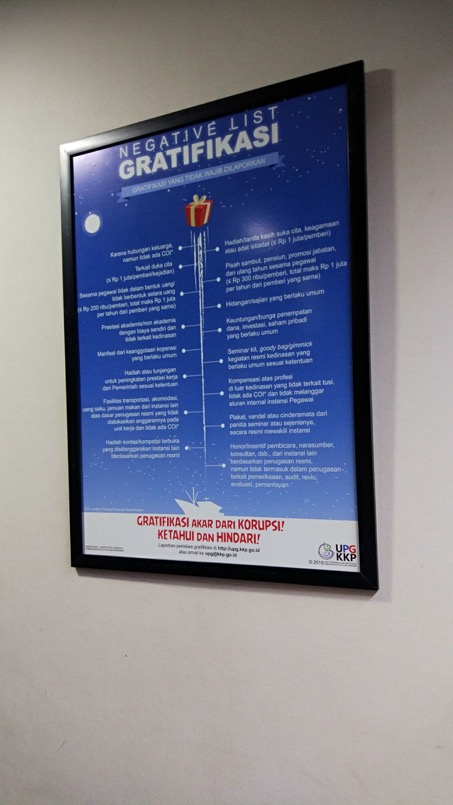 NEGATIVE LIST
GRATIFIKASI
GRATIFIKASI YANG TIDAK WAJIB DILAPORKAN
Karena hubungan keluarga,
namun tidak ada COI*
Terkait duka cita
(≤ Rp 1 juta/pemberi/kejadian)
Sesama pegawai tidak dalam bentuk uang/
tidak berbentuk setara uang
(≤ Rp 200 ribu/pemberi, total maks Rp 1 juta
per tahun dari pemberi yang sama)
Prestasi akademis/non akademis
dengan biaya sendiri dan
tidak terkait kedinasan
Manfaat dari keanggotaan koperasi
yang berlaku umum
Hadiah atau tunjangan
untuk peningkatan prestasi kerja
dari Pemerintah sesuai ketentuan
Fasilitas transportasi, akomodasi,
uang saku, jamuan makan dari instansi lain
atas dasar penugasan resmi yang tidak
dialokasikan anggarannya pada
unit kerja dan tidak ada COI*
Hadiah kontes/kompetisi terbuka
yang diselenggarakan instansi lain
berdasarkan penugasan resmi
Hadiah/tanda kasih suka cita, keagamaan
atau adat istiadat (≤ Rp 1 juta/pemberi)
Pisah sambut, pensiun, promosi jabatan,
dan ulang tahun sesama pegawai
(≤ Rp 300 ribu/pemberi, total maks Rp 1 juta
per tahun dari pemberi yang sama)
Hidangan/sajian yang berlaku umum
Keuntungan/bunga penempatan
dana, investasi, saham pribadi
yang berlaku umum
Seminar kit, goody bag/gimmick
kegiatan resmi kedinasan yang
berlaku umum sesuai ketentuan
Kompensasi atas profesi
di luar kedinasan yang tidak terkait tusi,
tidak ada COI* dan tidak melanggar
aturan internal instansi Pegawai
Plakat, vandel atau cinderamata dari
panitia seminar atau sejenisnya,
secara resmi mewakili instansi
Honor/insentif pembicara, narasumber,
konsultan, dsb., dari instansi lain
berdasarkan penugasan resmi,
namun tidak termasuk dalam penugasan
terkait pemeriksaan, audit, reviu,
evaluasi, pemantauan
GRATIFIKASI AKAR DARI KORUPSI!
KETAHUI DAN HINDARI!
Laporkan peristiwa gratifikasi di http://upg.kkp.go.id
atau email ke upg@kkp.go.id
UPG
KKP